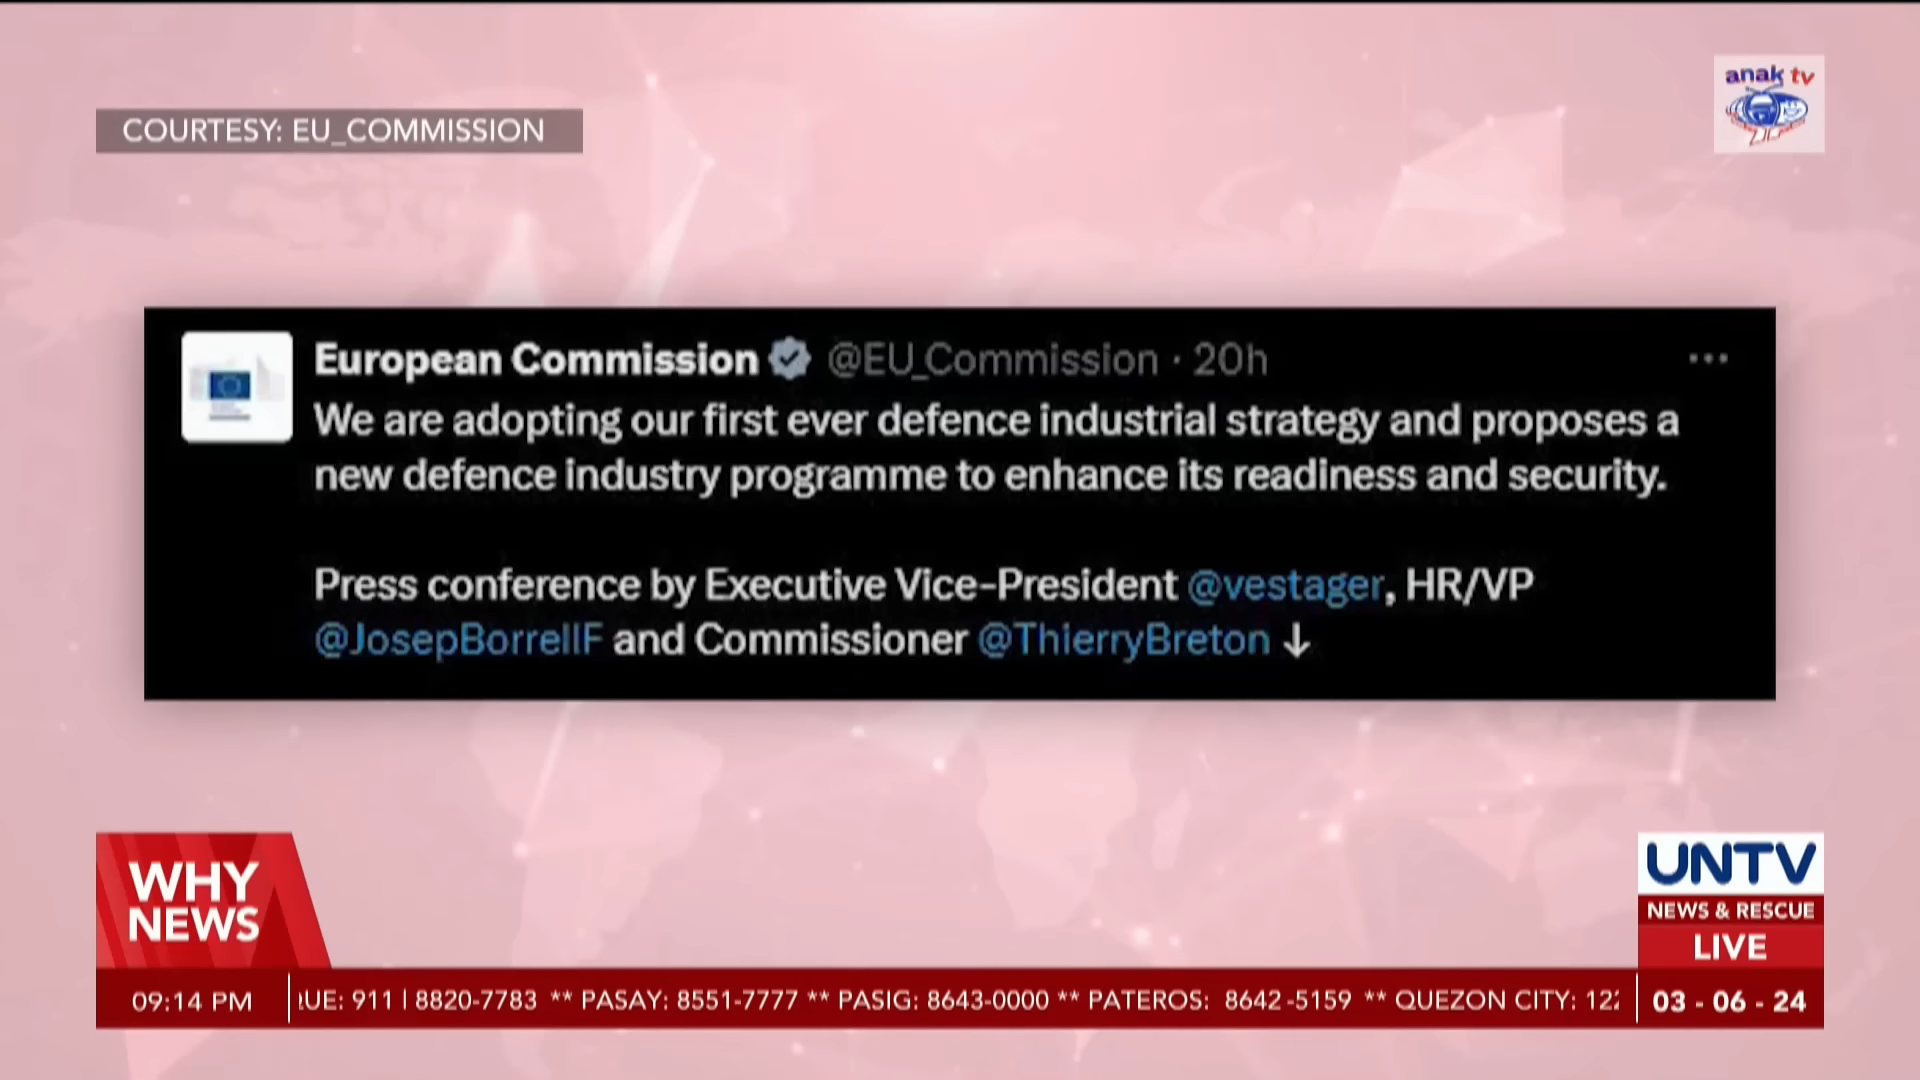 anak tv
COURTESY: EU_COMMISSION
European Commission @EU_Commission · 20h
We are adopting our first ever defence industrial strategy and proposes a
new defence industry programme to enhance its readiness and security.
Press conference by Executive Vice-President @vestager, HR/VP
@JosepBorrellF and Commissioner @ThierryBreton ↓
WHY
NEWS
UNTV
NEWS & RESCUE
LIVE
09:14 PM
UE: 911 | 8820-7783 ** PASAY: 8551-7777 ** PASIG: 8643-0000 ** PATEROS: 8642-5159 ** QUEZON CITY: 12
03 - 06 - 24